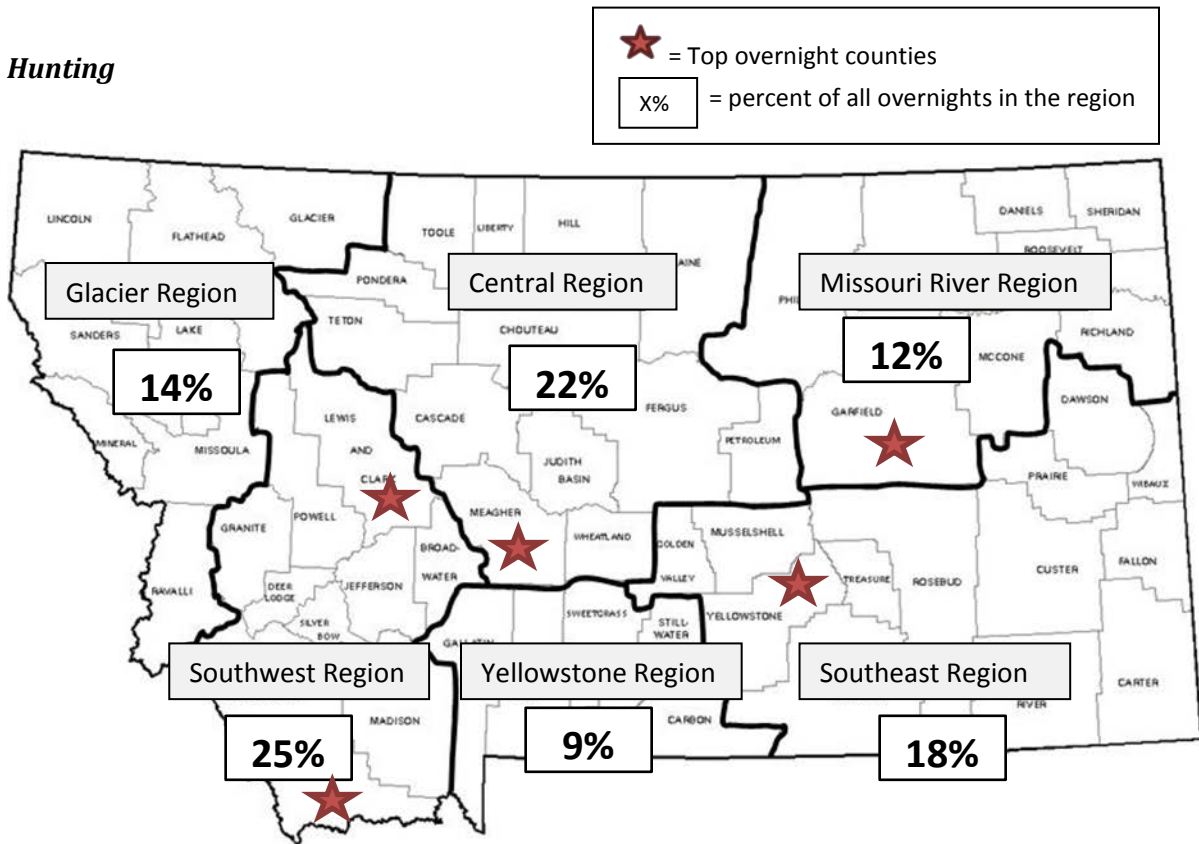 Hunting
= Top overnight counties
X% = percent of all overnights in the region
LINCOLN
FLATHEAD
GLACIER
TOOLE
LIBERTY
HILL
DANIELS
SHERIDAN
ROOSEVELT
PONDERA
Glacier Region
Central Region
Missouri River Region
TETON
SANDERS
LAKE
CHOUTEAU
RICHLAND
14%
22%
12%
MCCONE
LEWIS
AND
CLARK
CASCADE
FERGUS
GARFIELD
DAWSON
MINERAL
MISSOULA
PETROLEUM
JUDITH
BASIN
PRAIRIE
WIBAUX
GRANITE
POWELL
MEAGHER
WHEATLAND
GOLDEN
VALLEY
MUSSELSHELL
BROAD-
WATER
FALLON
CUSTER
RAVALLI
DEER
LODGE
JEFFERSON
TREASURE
ROSEBUD
SILVER
BOW
SWEETGRASS
STILL-
WATER
YELLOWSTONE
GALLATIN
Southwest Region
Yellowstone Region
Southeast Region
CARTER
MADISON
CARBON
RIVER
25%
9%
18%